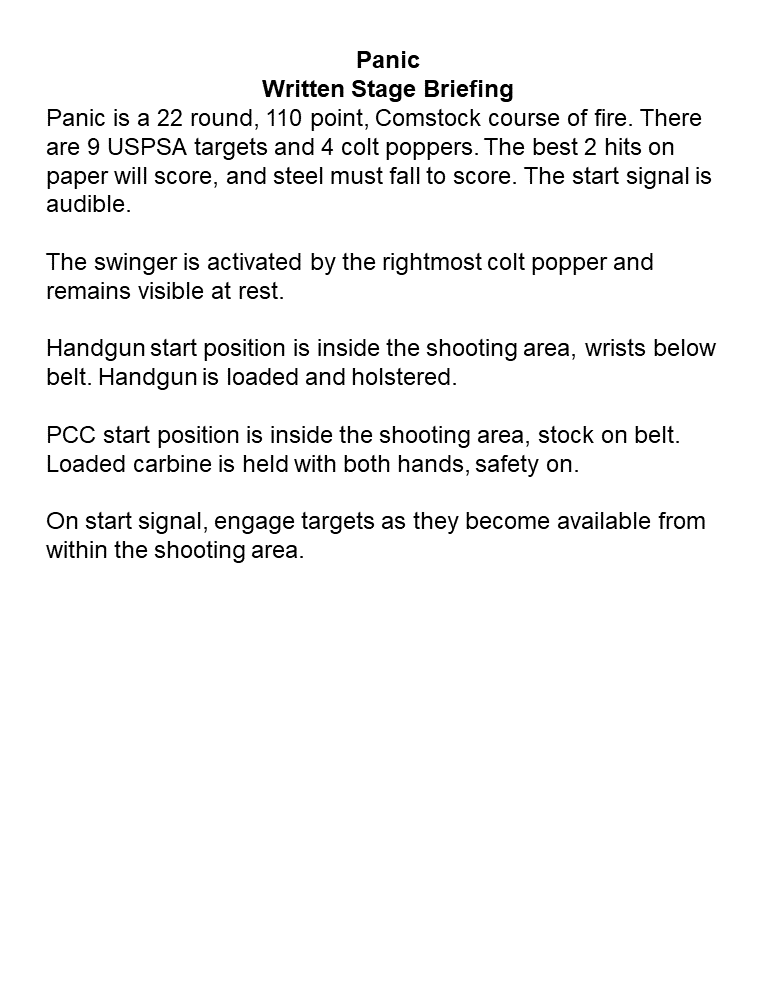 Panic
Written Stage Briefing
Panic is a 22 round, 110 point, Comstock course of fire. There
are 9 USPSA targets and 4 colt poppers. The best 2 hits on
paper will score, and steel must fall to score. The start signal is
audible.
The swinger is activated by the rightmost colt popper and
remains visible at rest.
Handgun start position is inside the shooting area, wrists below
belt. Handgun is loaded and holstered.
PCC start position is inside the shooting area, stock on belt.
Loaded carbine is held with both hands, safety on.
On start signal, engage targets as they become available from
within the shooting area.